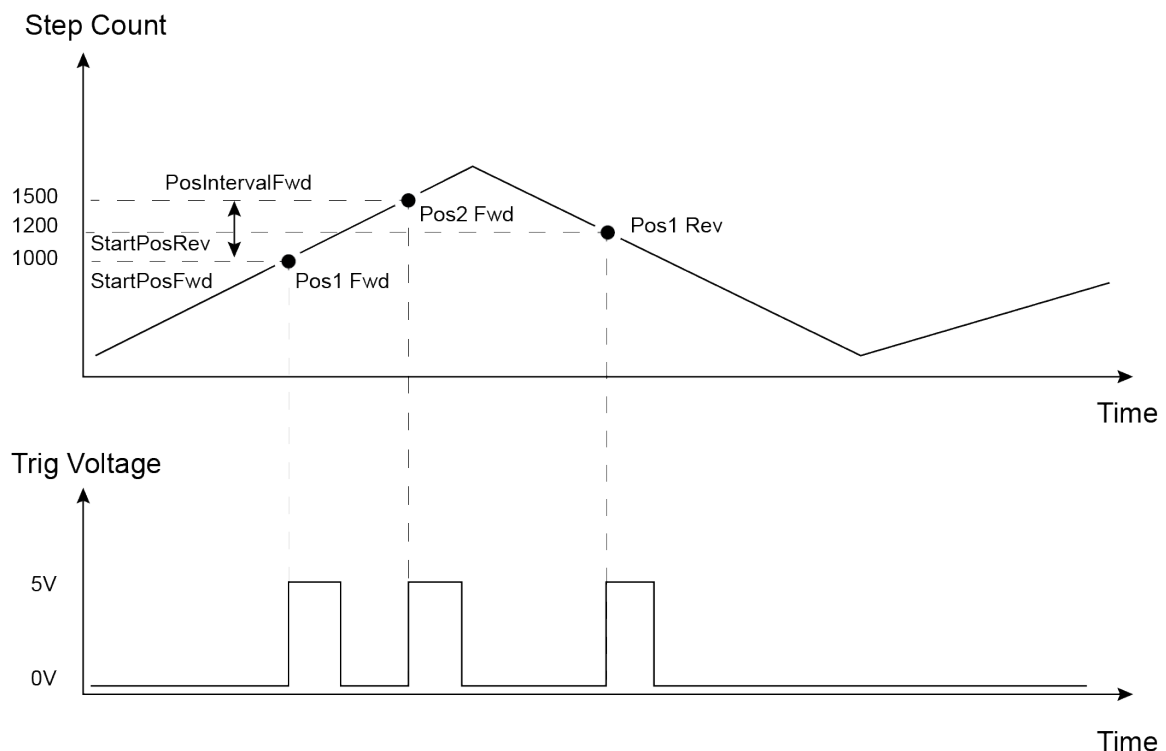 Step Count
PosIntervalFwd
1500
Pos2 Fwd
1200
Pos1 Rev
StartPosRev
1000
StartPosFwd
Pos1 Fwd
Time
Trig Voltage
5V
0V
Time